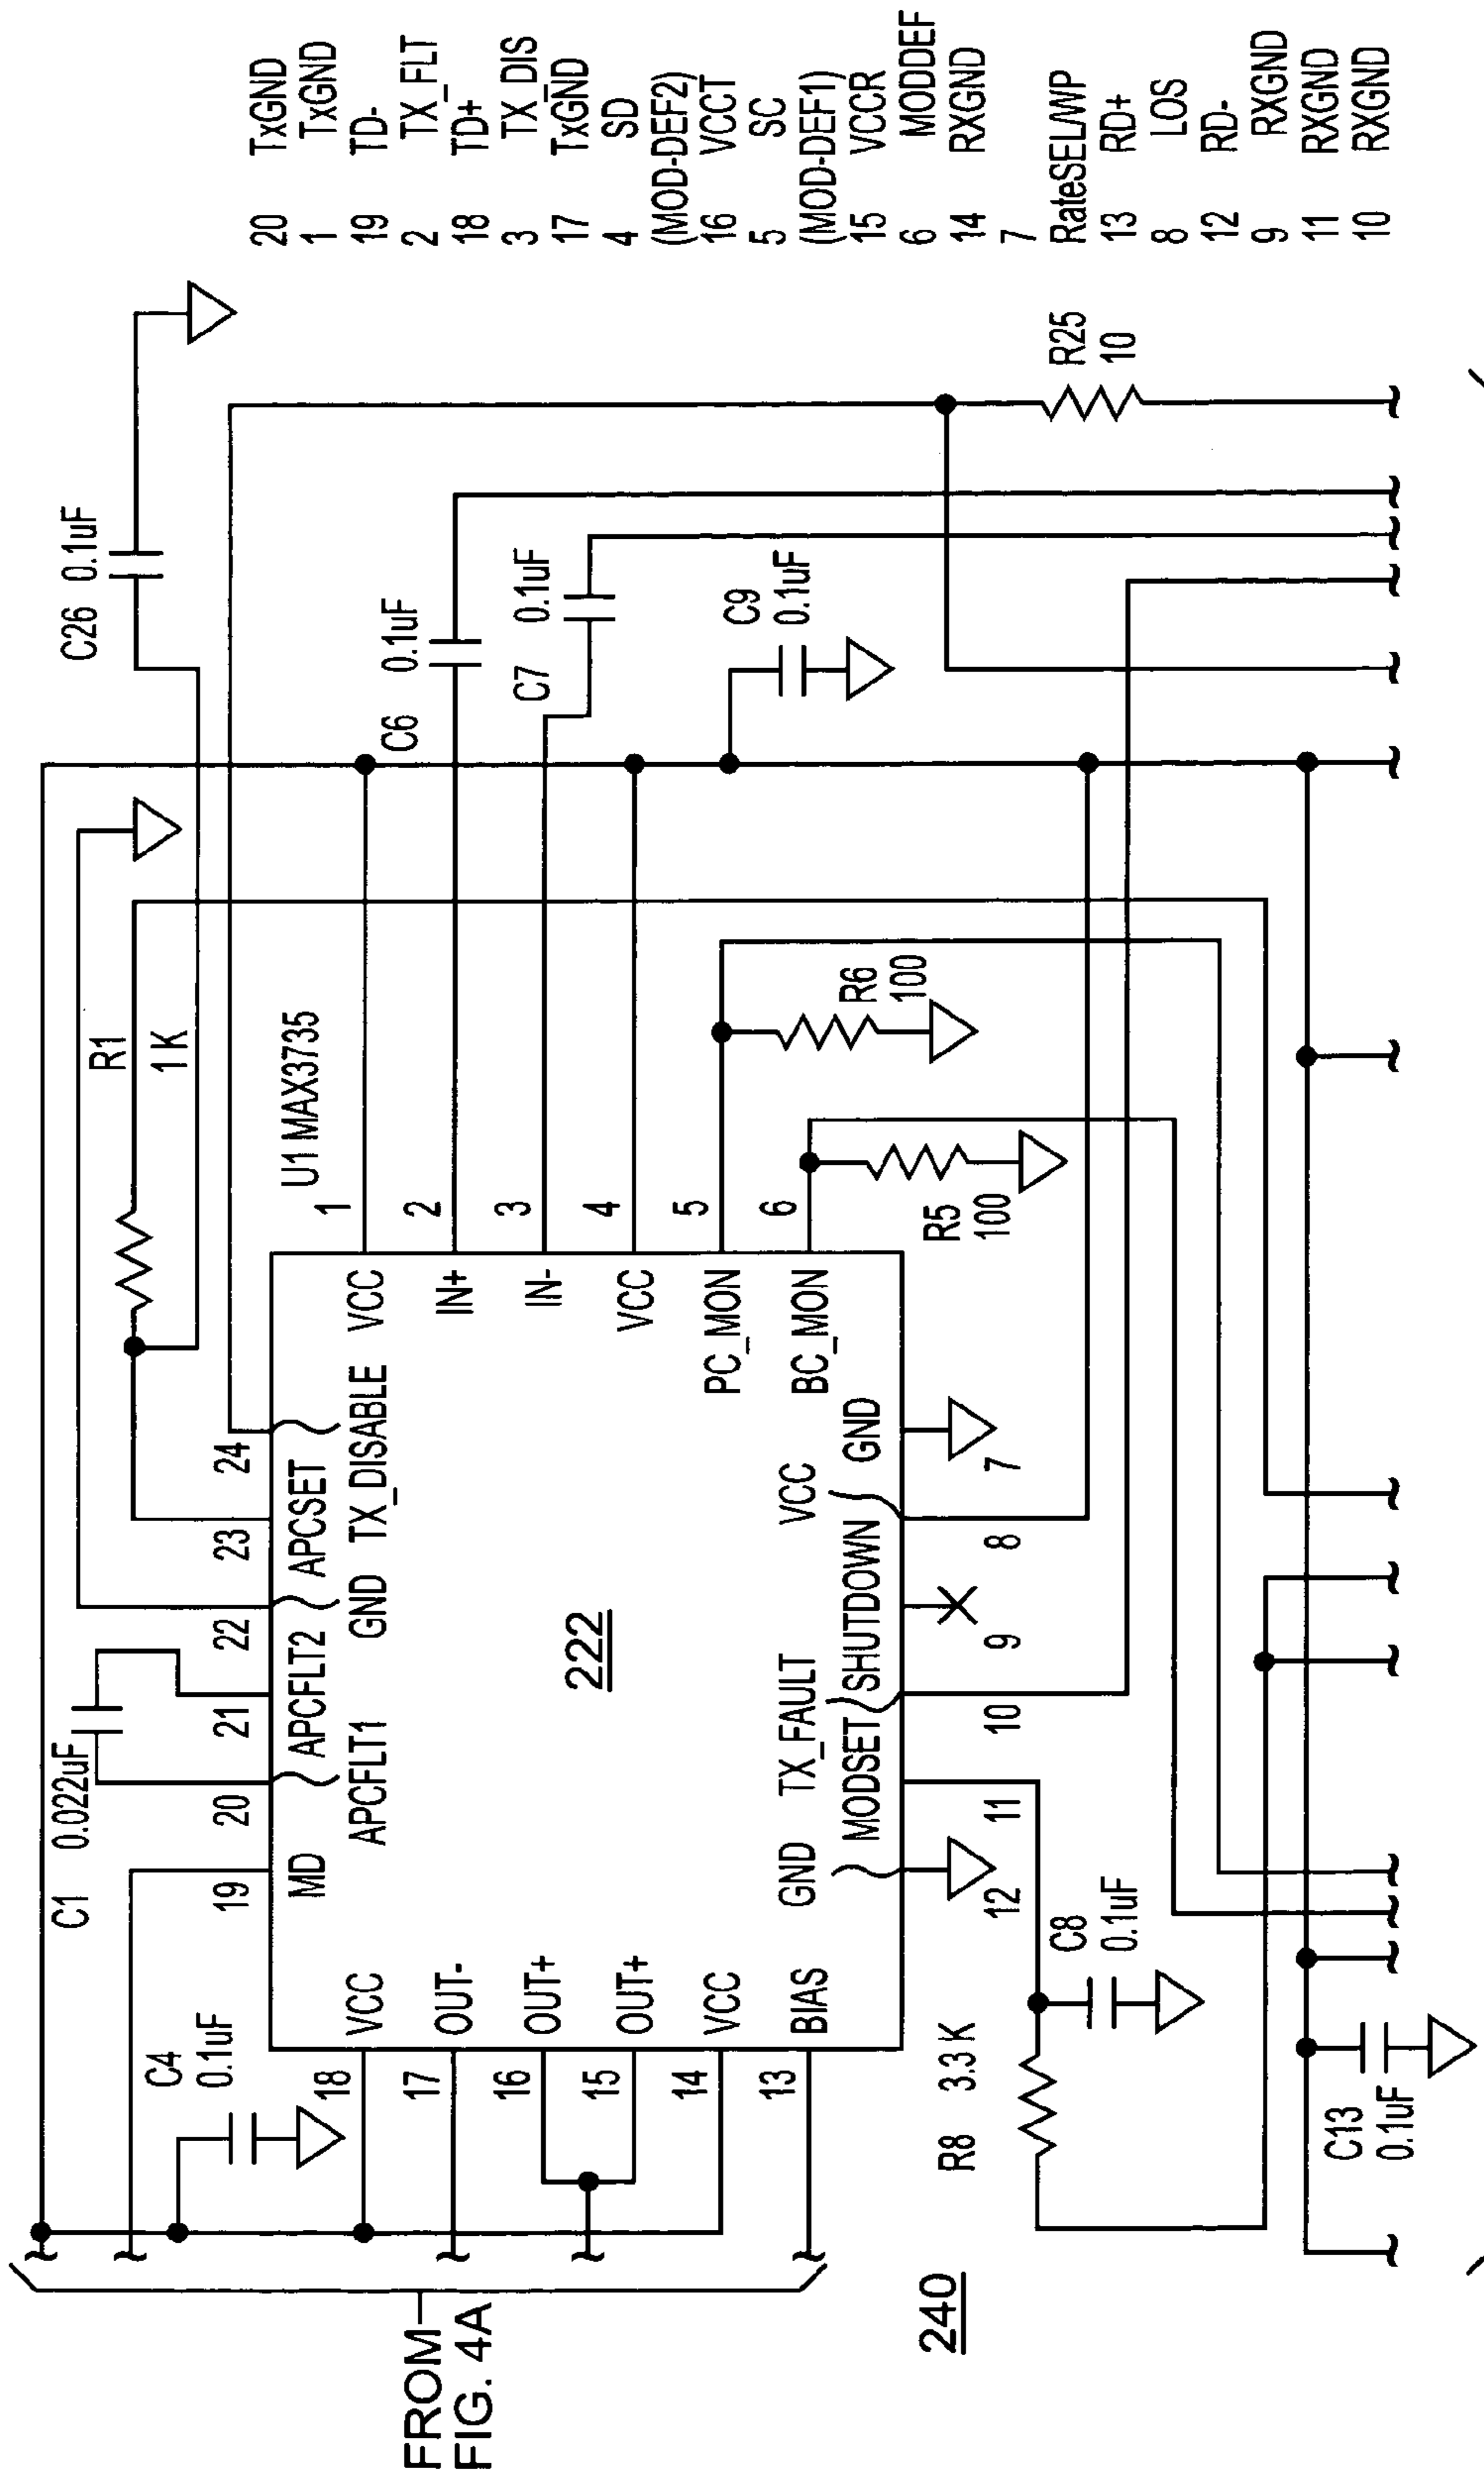 C26 0.1uF
R1
1K
C1 0.022uF
C4
0.1uF
U1 MAX3735
C6 0.1uF
C7 0.1uF
C9
0.1uF
19
20
21
22
23
24
MD
APCFLT1
APCFLT2
GND
APCSET
TX_DISABLE
18
17
16
15
14
13
VCC
OUT-
OUT+
OUT+
VCC
BIAS
222
VCC
IN+
IN-
VCC
PC_MON
BC_MON
1
2
3
4
5
6
GND
MODSET
TX_FAULT
SHUTDOWN
VCC
GND
12
11
10
9
8
7
R6
100
R5
100
R8 3.3K
C8
0.1uF
C13
0.1uF
R25
10
FROM
FIG. 4A
240
20 TxGND
1 TxGND
19 TD-
2 TX_FLT
18 TD+
3 TX_DIS
17 TxGND
4 SD
(MOD-DEF2)
16 VCCT
5 SC
(MOD-DEF1)
15 VCCR
6 MODDEF
14 RXGND
7
RateSELWP
13 RD+
8 LOS
12 RD-
9 RXGND
11 RXGND
10 RXGND